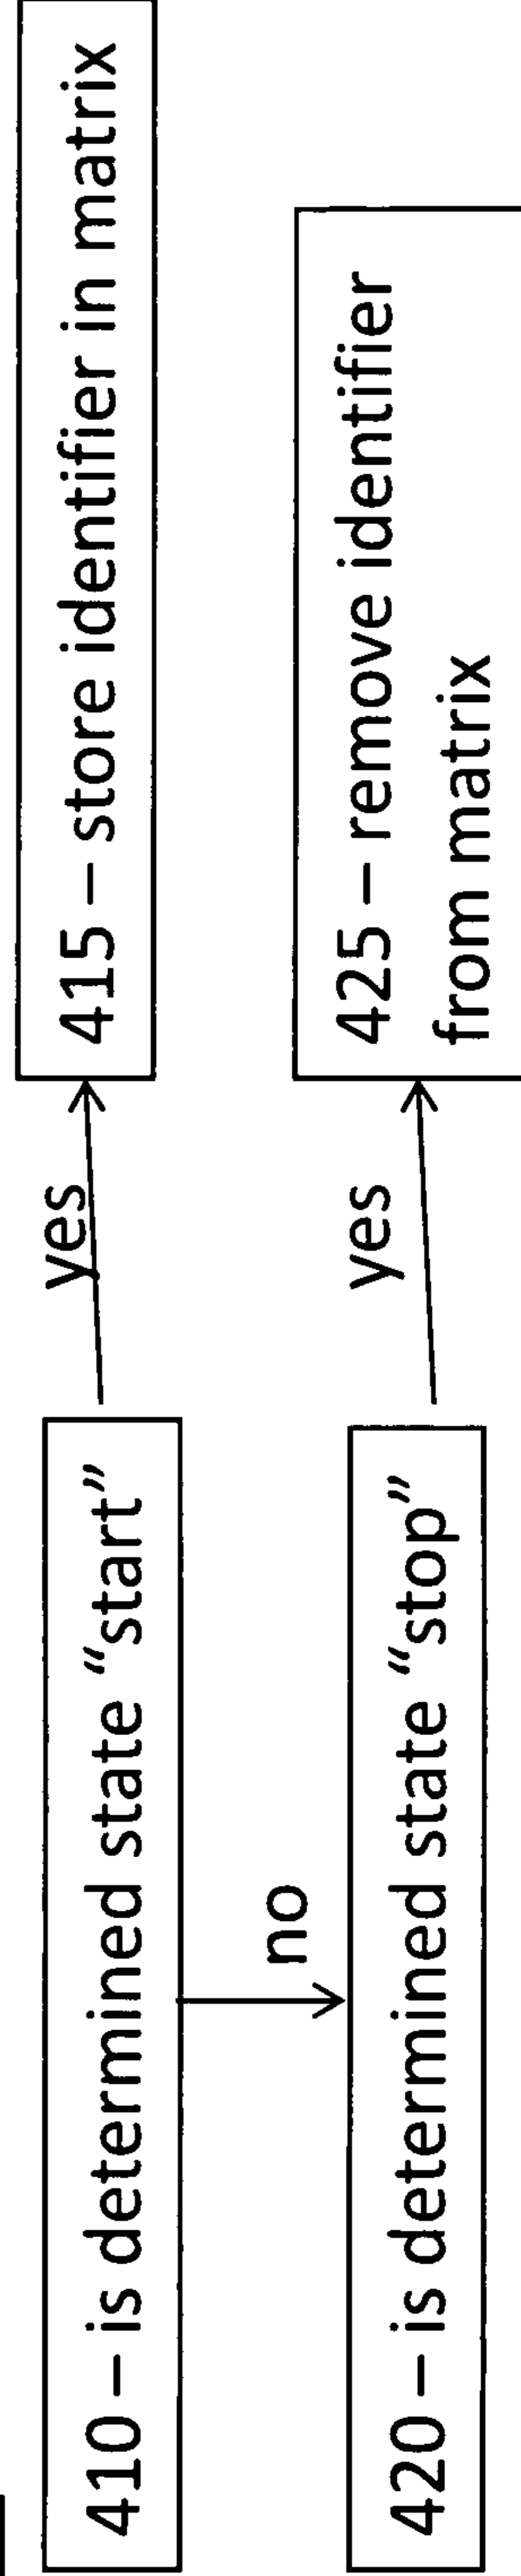 410 – is determined state “start”
yes
415 – store identifier in matrix
no
420 – is determined state “stop”
yes
425 – remove identifier
from matrix